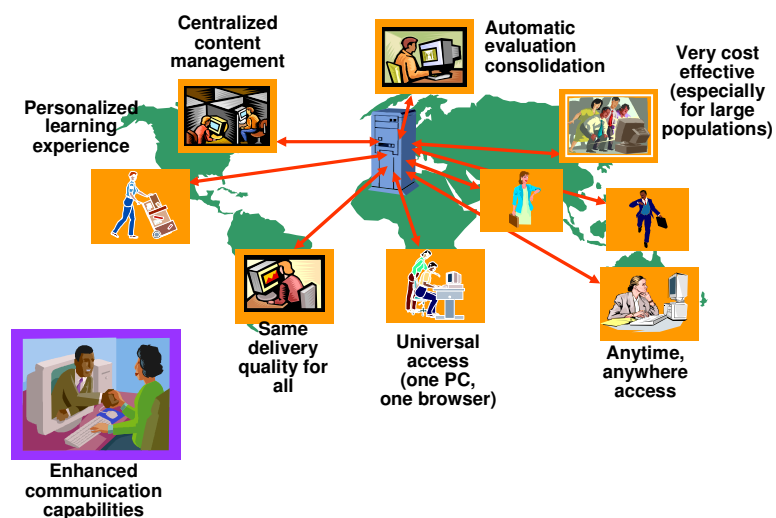 Centralized
content
management
Automatic
evaluation
consolidation
Very cost
effective
(especially
for large
populations)
Personalized
learning
experience
Same
delivery
quality for
all
Universal
access
(one PC,
one browser)
Anytime,
anywhere
access
Enhanced
communication
capabilities